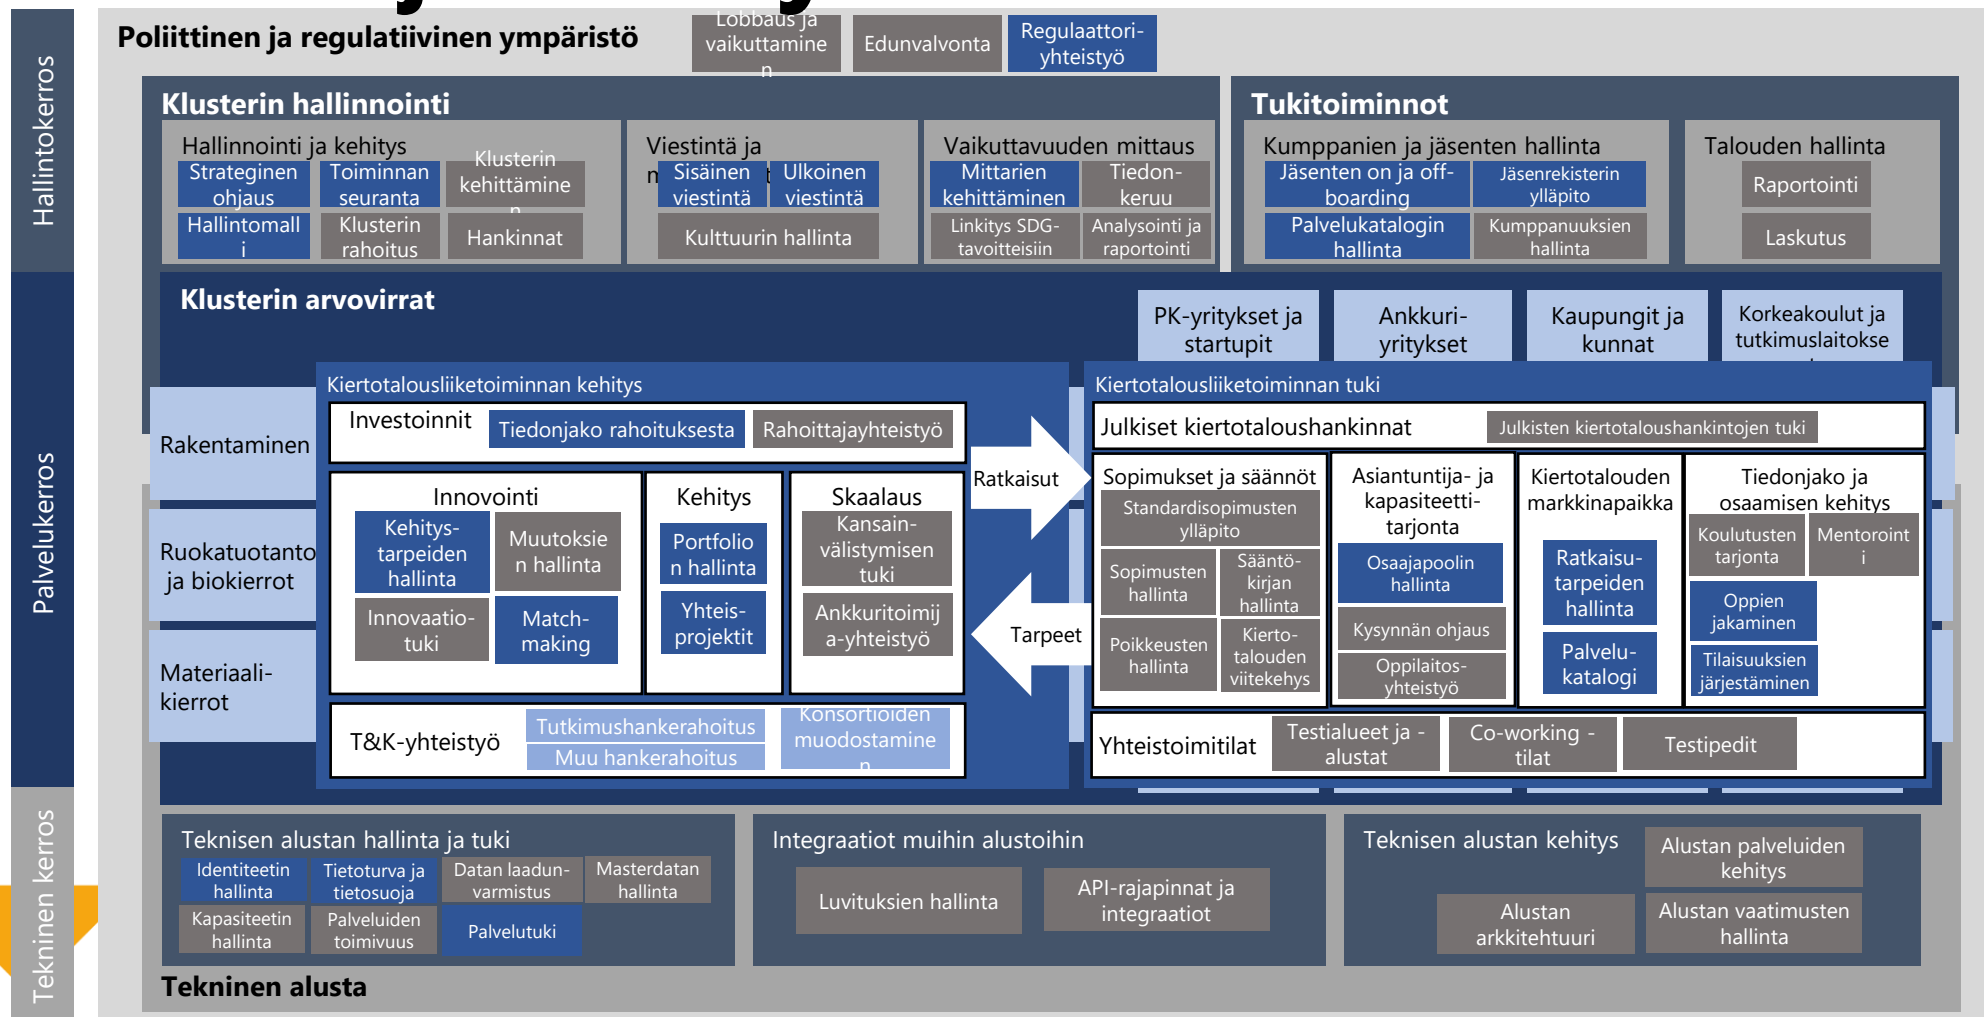 Poliittinen ja regulatiivinen ympäristö
Lobbaus ja
vaikuttamine
n
Edunvalvonta
Regulaattori-
yhteistyö
Hallintokerros
Klusterin hallinnointi
Hallinnointi ja kehitys
Strateginen
ohjaus
Toiminnan
seuranta
Klusterin
kehittämine
n
Hallintomall
i
Klusterin
rahoitus
Hankinnat
Viestintä ja
Sisäinen
viestintä
Ulkoinen
viestintä
Kulttuurin hallinta
Vaikuttavuuden mittaus
Mittarien
kehittäminen
Tiedon-
keruu
Linkitys SDG-
tavoitteisiin
Analysointi ja
raportointi
Tukitoiminnot
Kumppanien ja jäsenten hallinta
Jäsenten on ja off-
boarding
Jäsenrekisterin
ylläpito
Palvelukatalogin
hallinta
Kumppanuuksien
hallinta
Talouden hallinta
Raportointi
Laskutus
Palvelukerros
Klusterin arvovirrat
PK-yritykset ja
startupit
Ankkuri-
yritykset
Kaupungit ja
kunnat
Korkeakoulut ja
tutkimuslaitokse
Rakentaminen
Ruokatuotanto
ja biokierrot
Materiaali-
kierrot
Kiertotalousliiketoiminnan kehitys
Investoinnit
Tiedonjako rahoituksesta
Rahoittajayhteistyö
Innovointi
Kehitys-
tarpeiden
hallinta
Muutoksie
n hallinta
Innovaatio-
tuki
Match-
making
Kehitys
Portfolio
n hallinta
Yhteis-
projektit
Skaalaus
Kansain-
välistymisen
tuki
Ankkuritoimij
a-yhteistyö
T&K-yhteistyö
Tutkimushankerahoitus
Muu hankerahoitus
Konsortioiden
muodostamine
n
Ratkaisut
Tarpeet
Kiertotalousliiketoiminnan tuki
Julkiset kiertotaloushankinnat
Julkisten kiertotaloushankintojen tuki
Sopimukset ja säännöt
Standardisopimusten
ylläpito
Sopimusten
hallinta
Sääntö-
kirjan
hallinta
Poikkeusten
hallinta
Kierto-
talouden
viitekehys
Asiantuntija- ja
kapasiteetti-
tarjonta
Osaajapoolin
hallinta
Kysynnän ohjaus
Oppilaitos-
yhteistyö
Kiertotalouden
markkinapaikka
Ratkaisu-
tarpeiden
hallinta
Palvelu-
katalogi
Tiedonjako ja
osaamisen kehitys
Koulutusten
tarjonta
Mentoroint
i
Oppien
jakaminen
Tilaisuuksien
järjestäminen
Yhteistoimitilat
Testialueet ja -
alustat
Co-working -
tilat
Testipedit
Tekninen kerros
Teknisen alustan hallinta ja tuki
Identiteetin
hallinta
Tietoturva ja
tietosuoja
Datan laadun-
varmistus
Masterdatan
hallinta
Kapasiteetin
hallinta
Palveluiden
toimivuus
Palvelutuki
Integraatiot muihin alustoihin
Luvituksien hallinta
API-rajapinnat ja
integraatiot
Teknisen alustan kehitys
Alustan palveluiden
kehitys
Alustan
arkkitehtuuri
Alustan vaatimusten
hallinta
Tekninen alusta